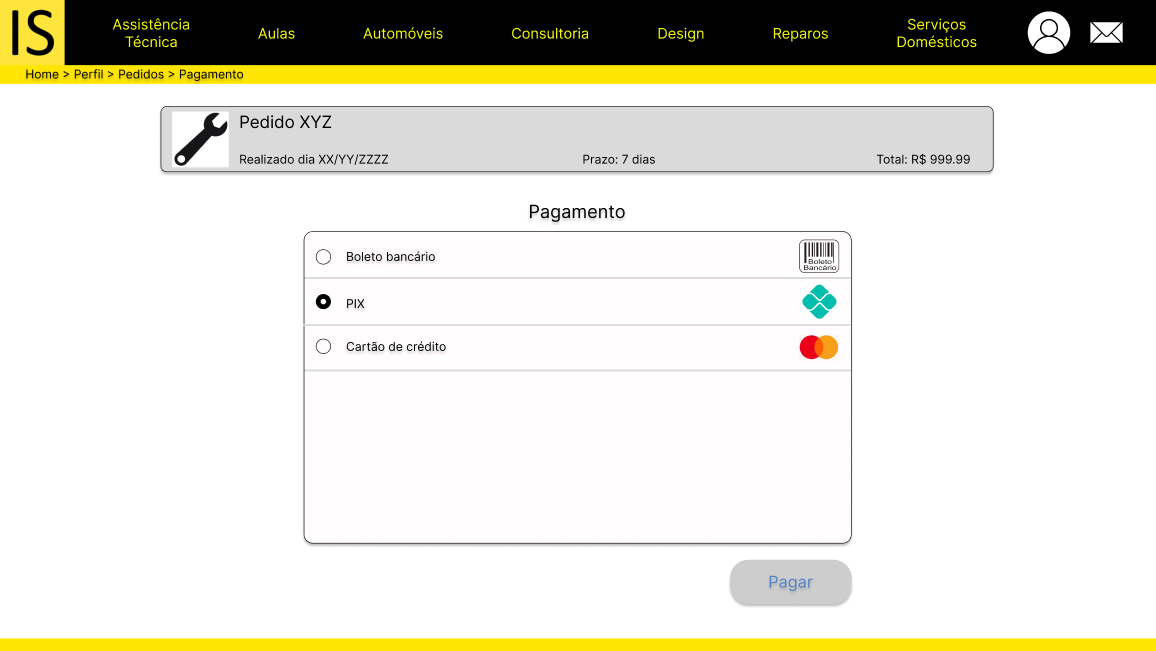 IS
Assistência
Técnica
Aulas
Automóveis
Consultoria
Design
Reparos
Serviços
Domésticos
Home > Perfil > Pedidos > Pagamento
Pedido XYZ
Realizado dia XX/YY/ZZZZ
Prazo: 7 dias
Total: R$ 999.99
Pagamento
Boleto bancário
Boleto
Bancário
PIX
Cartão de crédito
Pagar